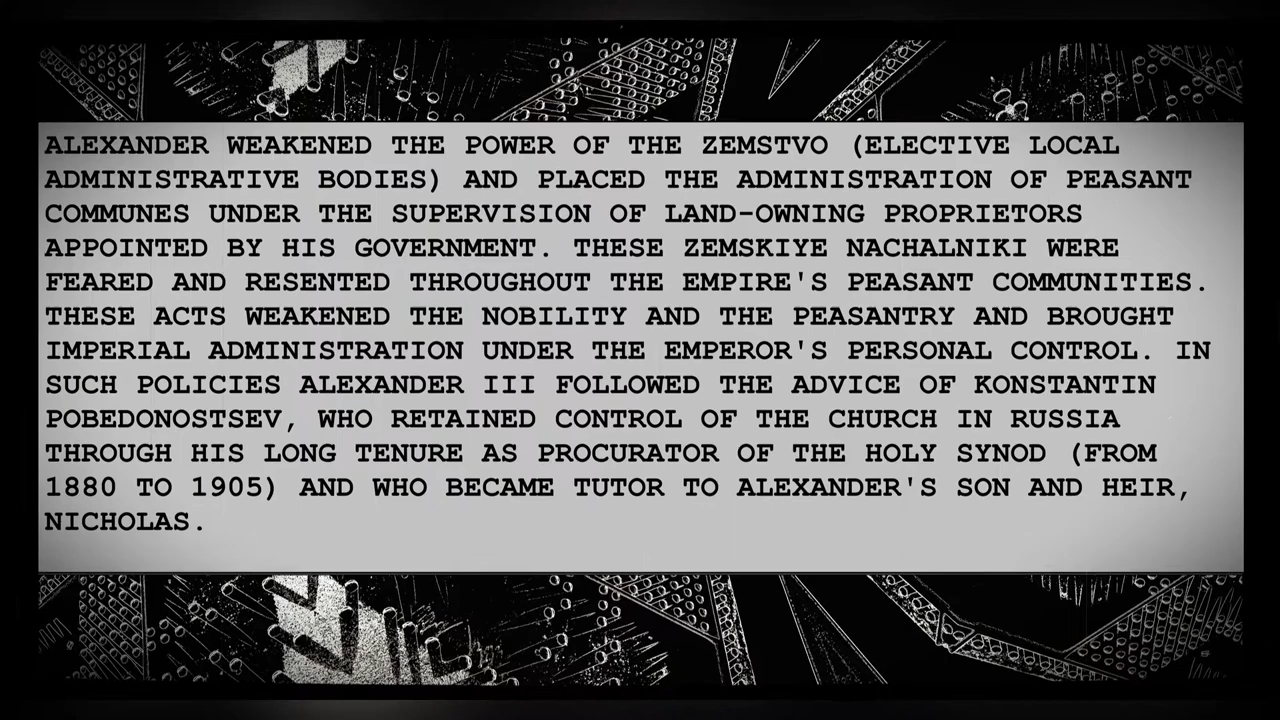 ALEXANDER WEAKENED THE POWER OF THE ZEMSTVO (ELECTIVE LOCAL
ADMINISTRATIVE BODIES) AND PLACED THE ADMINISTRATION OF PEASANT
COMMUNES UNDER THE SUPERVISION OF LAND-OWNING PROPRIETORS
APPOINTED BY HIS GOVERNMENT. THESE ZEMSKIYE NACHALNIKI WERE
FEARED AND RESENTED THROUGHOUT THE EMPIRE'S PEASANT COMMUNITIES.
THESE ACTS WEAKENED THE NOBILITY AND THE PEASANTRY AND BROUGHT
IMPERIAL ADMINISTRATION UNDER THE EMPEROR'S PERSONAL CONTROL. IN
SUCH POLICIES ALEXANDER III FOLLOWED THE ADVICE OF KONSTANTIN
POBEDONOSTSEV, WHO RETAINED CONTROL OF THE CHURCH IN RUSSIA
THROUGH HIS LONG TENURE AS PROCURATOR OF THE HOLY SYNOD (FROM
1880 TO 1905) AND WHO BECAME TUTOR TO ALEXANDER'S SON AND HEIR,
NICHOLAS.